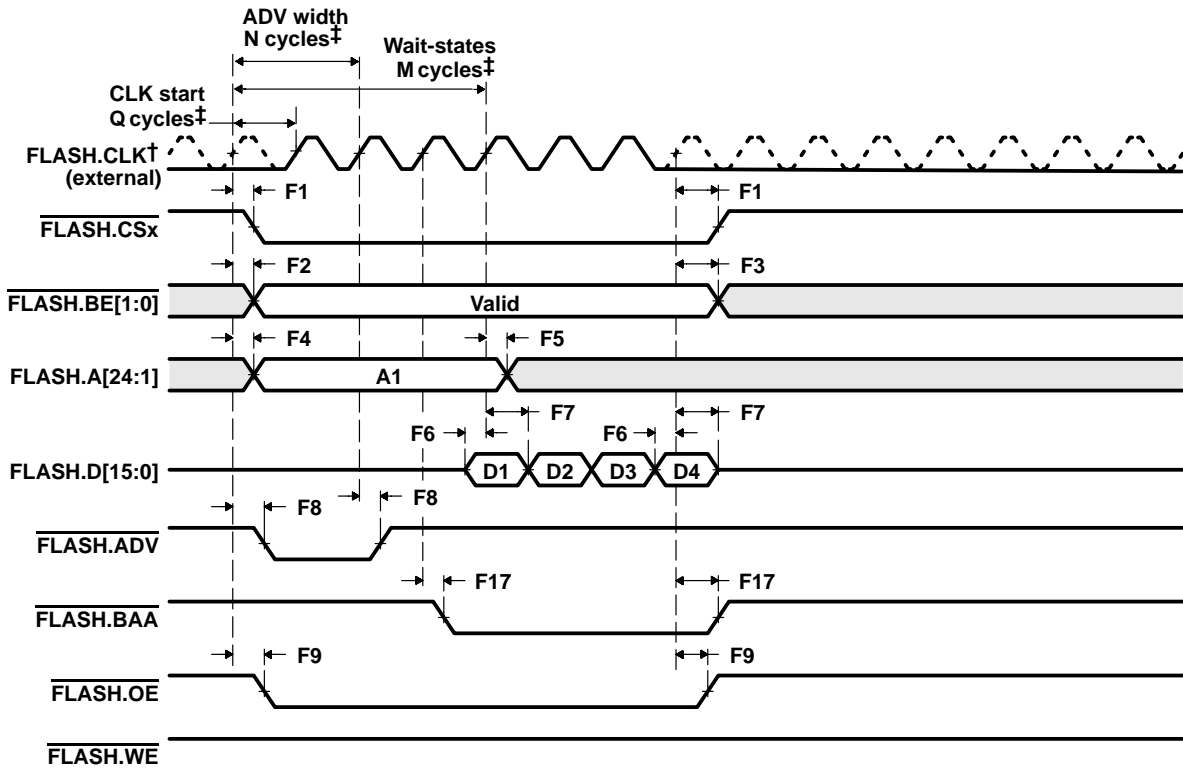 ADV width
N cycles‡
Wait-states
M cycles‡
CLK start
Q cycles‡
FLASH.CLK†
(external)
F1
F1
FLASH.CSx
F2
F3
FLASH.BE[1:0]
Valid
F4
F5
FLASH.A[24:1]
A1
F7
F7
F6
F6
FLASH.D[15:0]
D1
D2
D3
D4
F8
F8
FLASH.ADV
F17
F17
FLASH.BAA
F9
F9
FLASH.OE
FLASH.WE